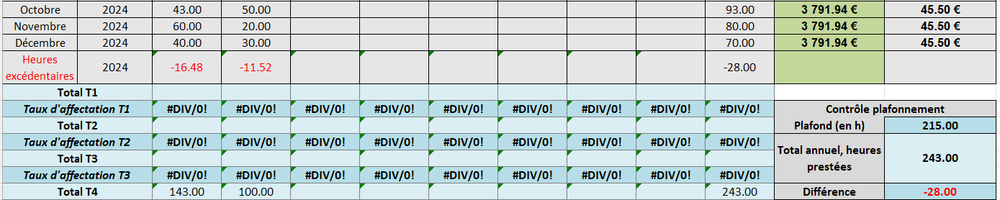 Octobre 2024 43.00 50.00 93.00 3 791.94 € 45.50 €
Novembre 2024 60.00 20.00 80.00 3 791.94 € 45.50 €
Décembre 2024 40.00 30.00 70.00 3 791.94 € 45.50 €
Heures
excédentaires 2024 -16.48 -11.52 -28.00
Total T1
Taux d'affectation T1 #DIV/0! #DIV/0! #DIV/0! #DIV/0! #DIV/0! #DIV/0! #DIV/0! #DIV/0! #DIV/0! Contrôle plafonnement
Total T2 Plafond (en h) 215.00
Taux d'affectation T2 #DIV/0! #DIV/0! #DIV/0! #DIV/0! #DIV/0! #DIV/0! #DIV/0! #DIV/0! #DIV/0! Total annuel, heures
Total T3 prestées 243.00
Taux d'affectation T3 #DIV/0! #DIV/0! #DIV/0! #DIV/0! #DIV/0! #DIV/0! #DIV/0! #DIV/0! #DIV/0!
Total T4 143.00 100.00 243.00 Différence -28.00